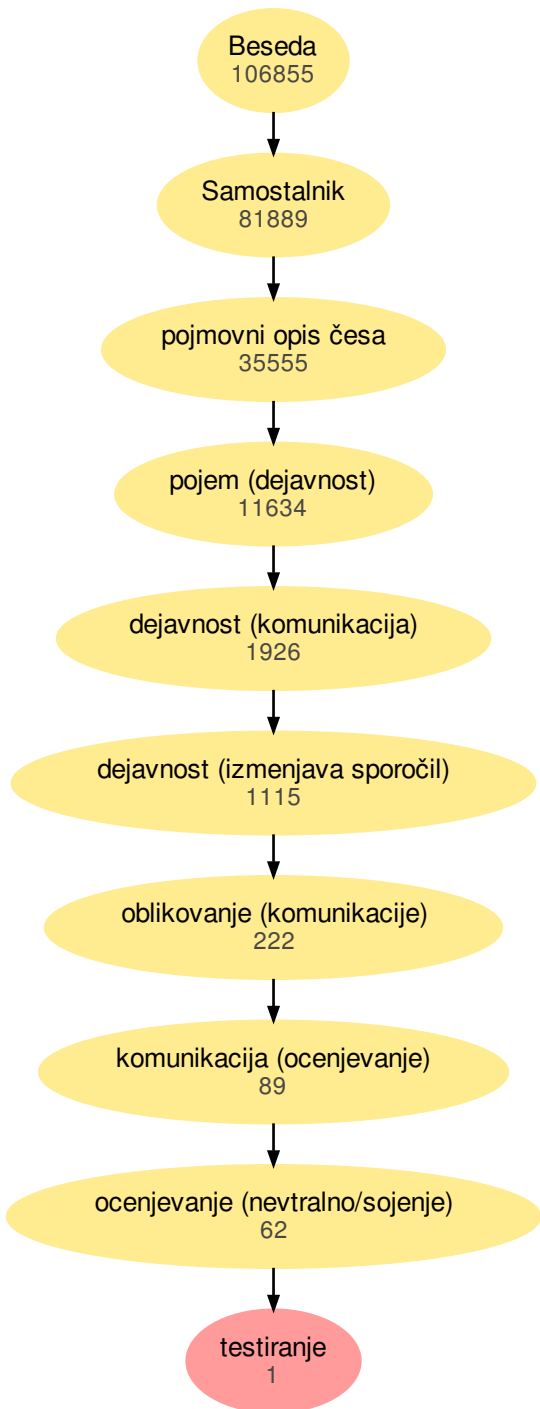 Beseda
106855
Samostalnik
81889
pojmovni opis česa
35555
pojem (dejavnost)
11634
dejavnost (komunikacija)
1926
dejavnost (izmenjava sporočil)
1115
oblikovanje (komunikacije)
222
komunikacija (ocenjevanje)
89
ocenjevanje (nevtralno/sojenje)
62
testiranje
1